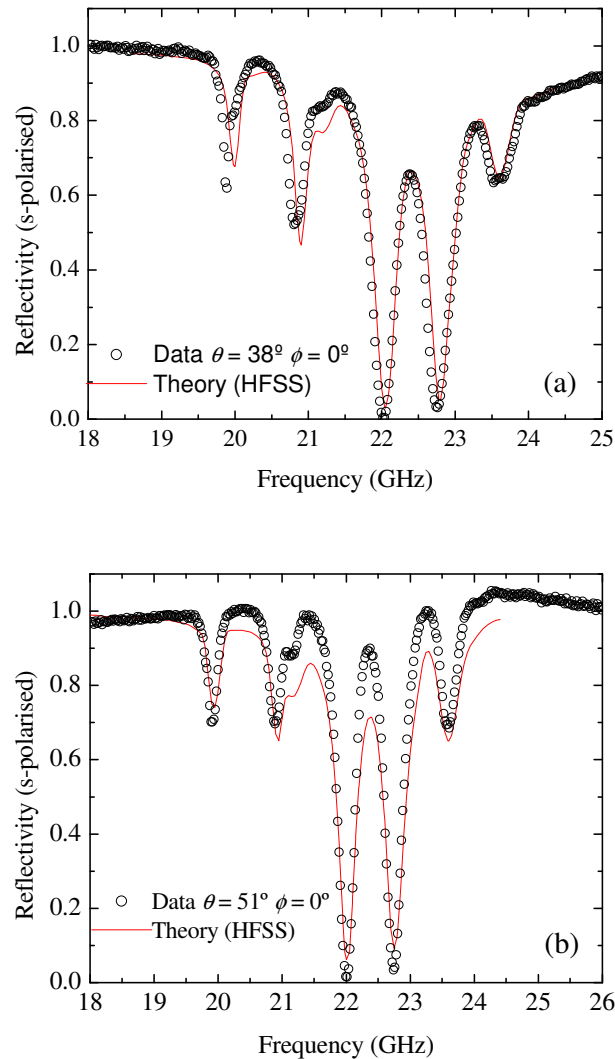 1.0
0.8
0.6
0.4
0.2
0.0
Reflectivity (s-polarised)
Data θ = 38º ϕ = 0º
Theory (HFSS)
(a)
18 19 20 21 22 23 24 25
Frequency (GHz)
1.0
0.8
0.6
0.4
0.2
0.0
Reflectivity (s-polarised)
Data θ = 51º ϕ = 0º
Theory (HFSS)
(b)
18 19 20 21 22 23 24 25 26
Frequency (GHz)